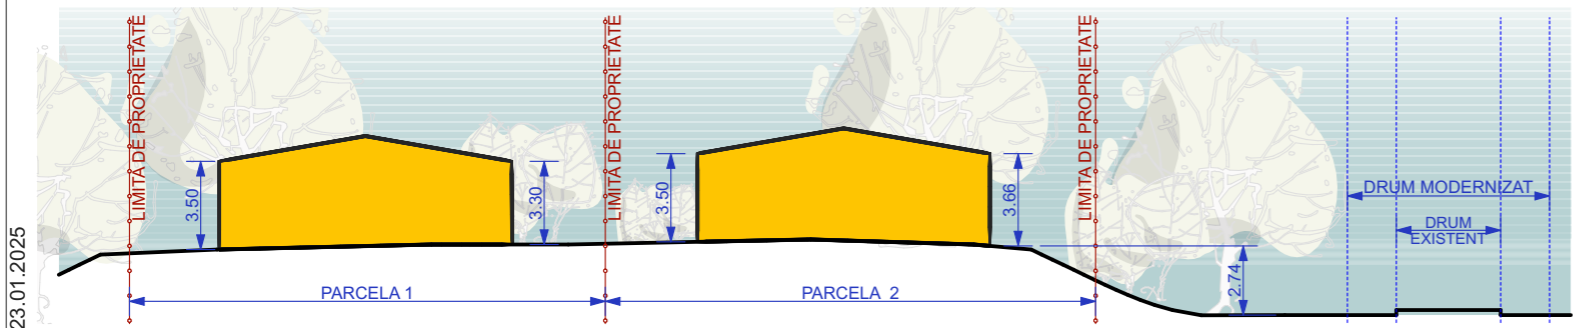 23.01.2025
LIMITĂ DE PROPRIETATE
3.50
3.30
LIMITĂ DE PROPRIETATE
3.50
3.66
LIMITĂ DE PROPRIETATE
DRUM MODERNIZAT
DRUM
EXISTENT
2.74
PARCELA 1
PARCELA 2